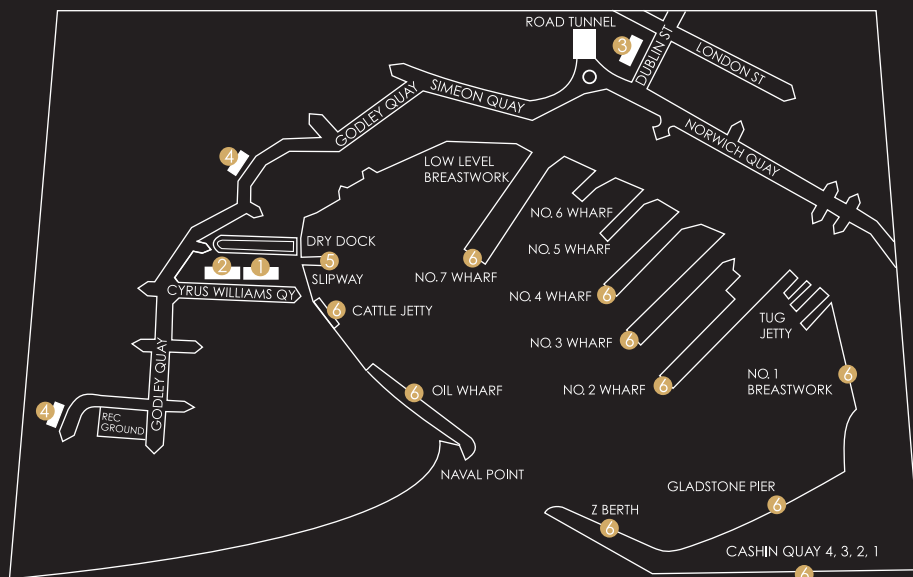 ROAD TUNNEL
3
DUBLIN ST
LONDON ST
SIMEON QUAY
GODLEY QUAY
NORWICH QUAY
4
LOW LEVEL
BREASTWORK
NO. 6 WHARF
NO. 5 WHARF
DRY DOCK
2
1
5
SLIPWAY
6
NO. 7 WHARF
CYRUS WILLIAMS QY
6
CATTLE JETTY
NO. 4 WHARF
6
TUG
JETTY
NO. 3 WHARF
6
GODLEY QUAY
6
OIL WHARF
NO. 2 WHARF
6
NO. 1
BREASTWORK
6
4
REC
GROUND
NAVAL POINT
GLADSTONE PIER
6
Z BERTH
6
CASHIN QUAY 4, 3, 2, 1
6